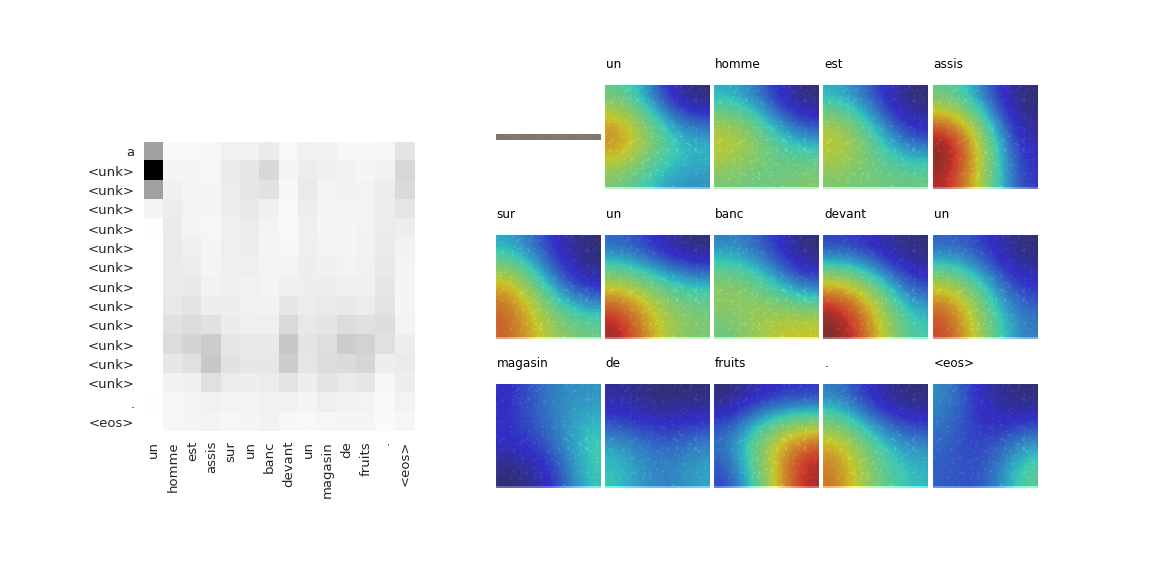 a
<unk>
<unk>
<unk>
<unk>
<unk>
<unk>
<unk>
<unk>
<unk>
<unk>
<unk>
<unk>
.
<eos>
un homme est assis sur un banc devant un magasin de fruits . <eos>
un homme est assis
sur un banc devant un
magasin de fruits . <eos>